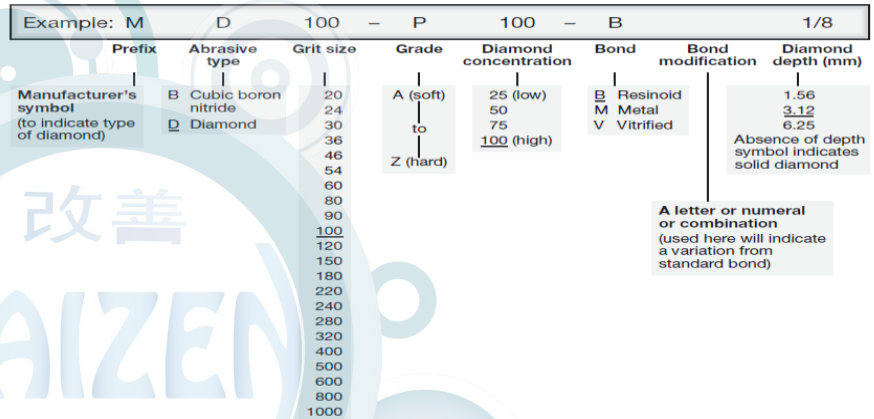 Example: M D 100 – P 100 – B 1/8
Prefix Abrasive type Grit size Grade Diamond concentration Bond Bond modification Diamond depth (mm)
Manufacturer's symbol
(to indicate type of diamond)
B Cubic boron nitride
D Diamond
20
24
30
36
46
54
60
80
90
100
120
150
180
220
240
280
320
400
500
600
800
1000
A (soft)
to
Z (hard)
25 (low)
50
75
100 (high)
B Resinoid
M Metal
V Vitrified
A letter or numeral
or combination
(used here will indicate
a variation from
standard bond)
1.56
3.12
6.25
Absence of depth
symbol indicates
solid diamond
改善
AIZEN